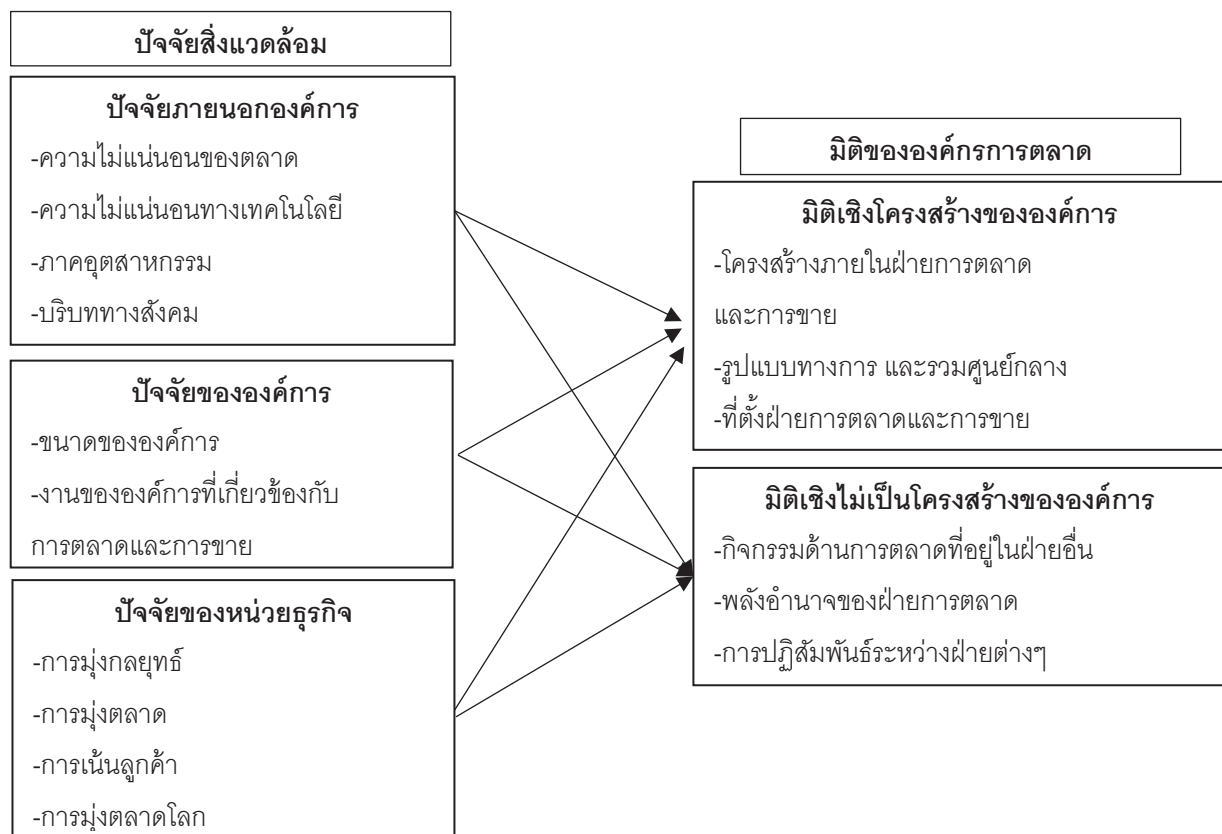 ปัจจัยสิ่งแวดล้อม
ปัจจัยภายนอกองค์การ
-ความไม่แน่นอนของตลาด
-ความไม่แน่นอนทางเทคโนโลยี
-ภาคอุตสาหกรรม
-บริบททางสังคม
ปัจจัยขององค์การ
-ขนาดขององค์การ
-งานขององค์การที่เกี่ยวข้องกับ
การตลาดและการขาย
ปัจจัยของหน่วยธุรกิจ
-การมุ่งกลยุทธ์
-การมุ่งตลาด
-การเน้นลูกค้า
-การมุ่งตลาดโลก
มิติขององค์กรการตลาด
มิติเชิงโครงสร้างขององค์การ
-โครงสร้างภายในฝ่ายการตลาด
และการขาย
-รูปแบบทางการ และรวมศูนย์กลาง
-ที่ตั้งฝ่ายการตลาดและการขาย
มิติเชิงไม่เป็นโครงสร้างขององค์การ
-กิจกรรมด้านการตลาดที่อยู่ในฝ่ายอื่น
-พลังอำนาจของฝ่ายการตลาด
-การปฏิสัมพันธ์ระหว่างฝ่ายต่างๆ